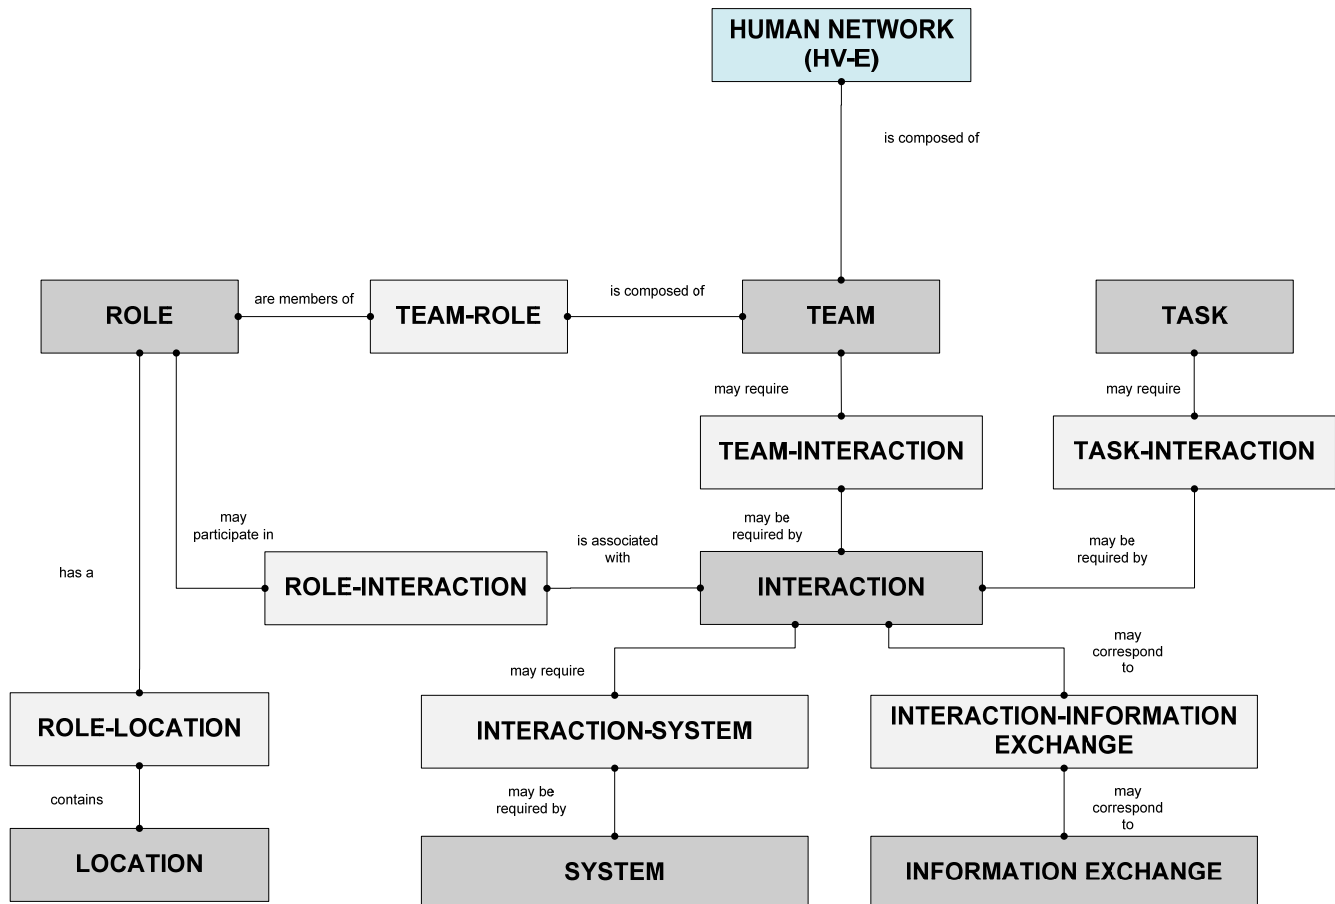 HUMAN NETWORK
(HV-E)
is composed of
ROLE
are members of
TEAM-ROLE
is composed of
TEAM
TASK
may require
may require
TEAM-INTERACTION
TASK-INTERACTION
may
participate in
is associated
with
may be
required by
may be
required by
has a
ROLE-INTERACTION
INTERACTION
may require
may
correspond
to
ROLE-LOCATION
INTERACTION-SYSTEM
INTERACTION-INFORMATION
EXCHANGE
contains
may be
required by
may
correspond
to
LOCATION
SYSTEM
INFORMATION EXCHANGE